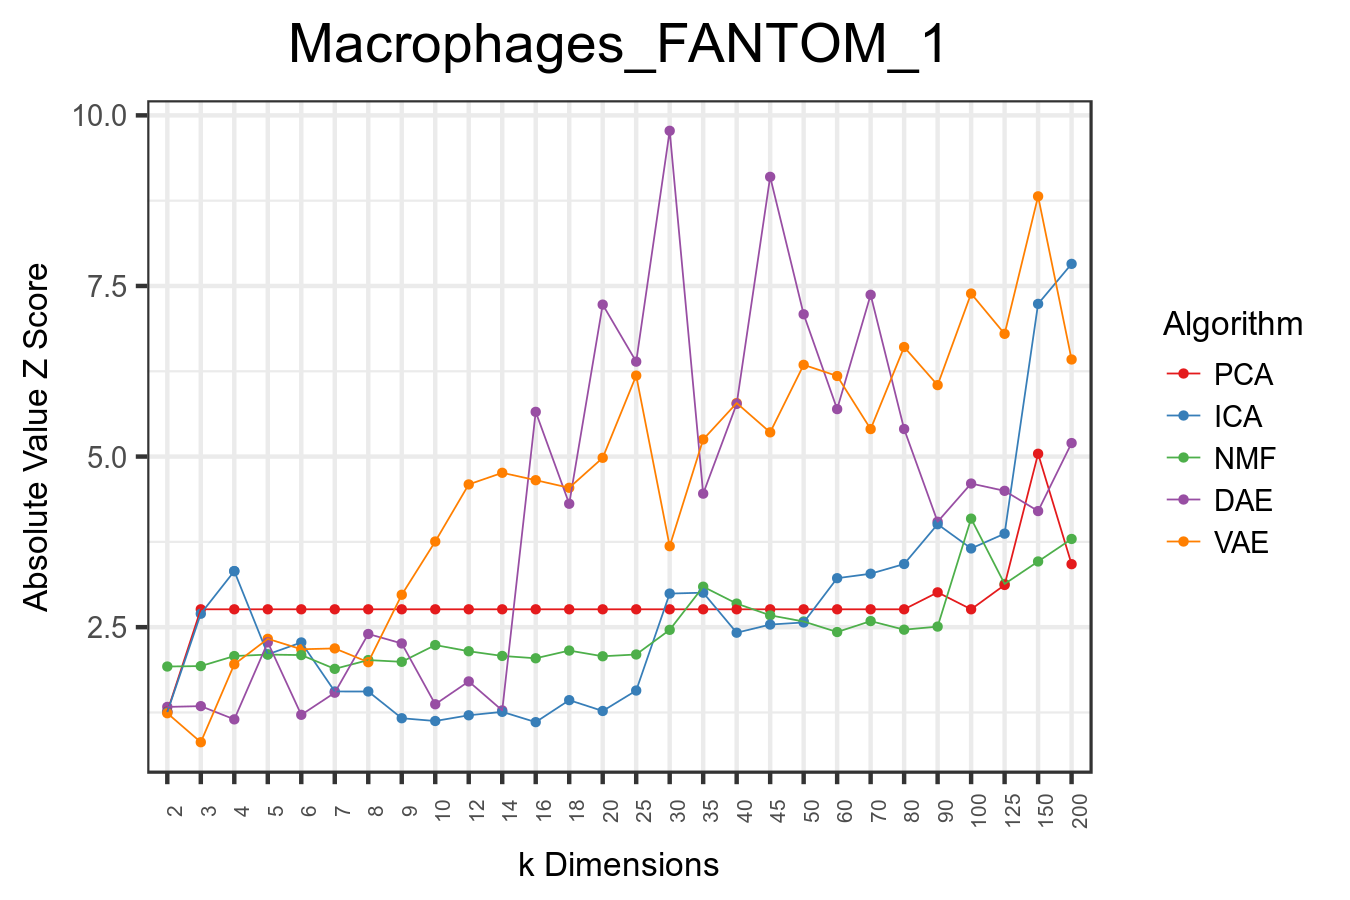 Macrophages_FANTOM_1
Absolute Value Z Score
10.0
7.5
5.0
2.5
2 3 4 5 6 7 8 9 10 12 14 16 18 20 25 30 35 40 45 50 60 70 80 90 100 125 150 200
k Dimensions
Algorithm
PCA
ICA
NMF
DAE
VAE